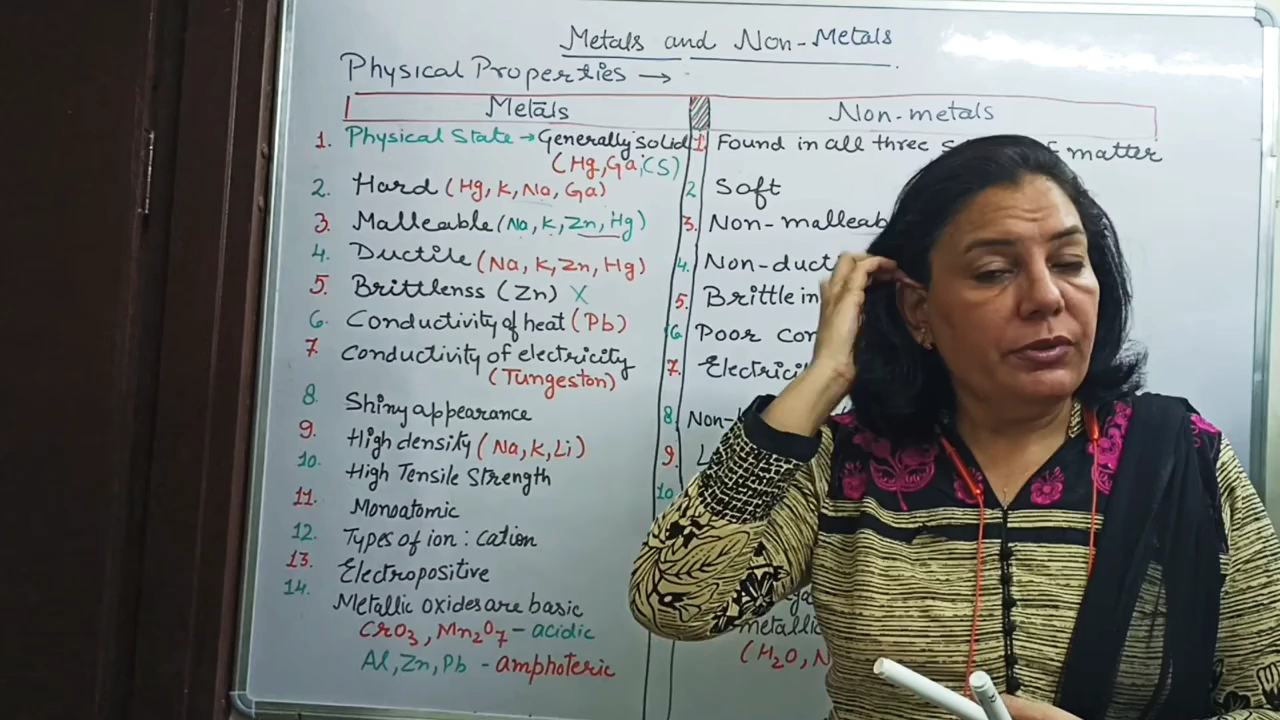 Metals and Non-Metals
Physical Properties →
Metals
Non-metals
1. Physical State → Generally solid
(Hg, Ga, CS)
2. Hard (Hg, K, Na, Ga)
3. Malleable (Na, K, Zn, Hg)
4. Ductile (Na, K, Zn, Hg)
5. Brittlenss (Zn) X
6. Conductivity of heat (Pb)
7. Conductivity of electricity
(Tungeston)
8. Shiny appearance
9. High density (Na, K, Li)
10. High Tensile Strength
11. Monoatomic
12. Types of ion : cation
13. Electropositive
14. Metallic oxides are basic
CrO3, Mn2O7 - acidic
Al, Zn, Pb - amphoteric
1. Found in all three matter
2 Soft
3. Non-malleab
4. Non-duct
5. Brittle in
6 Poor con
7. Electrici
8 Non-
9. L
10.
metallic
(H2O, N